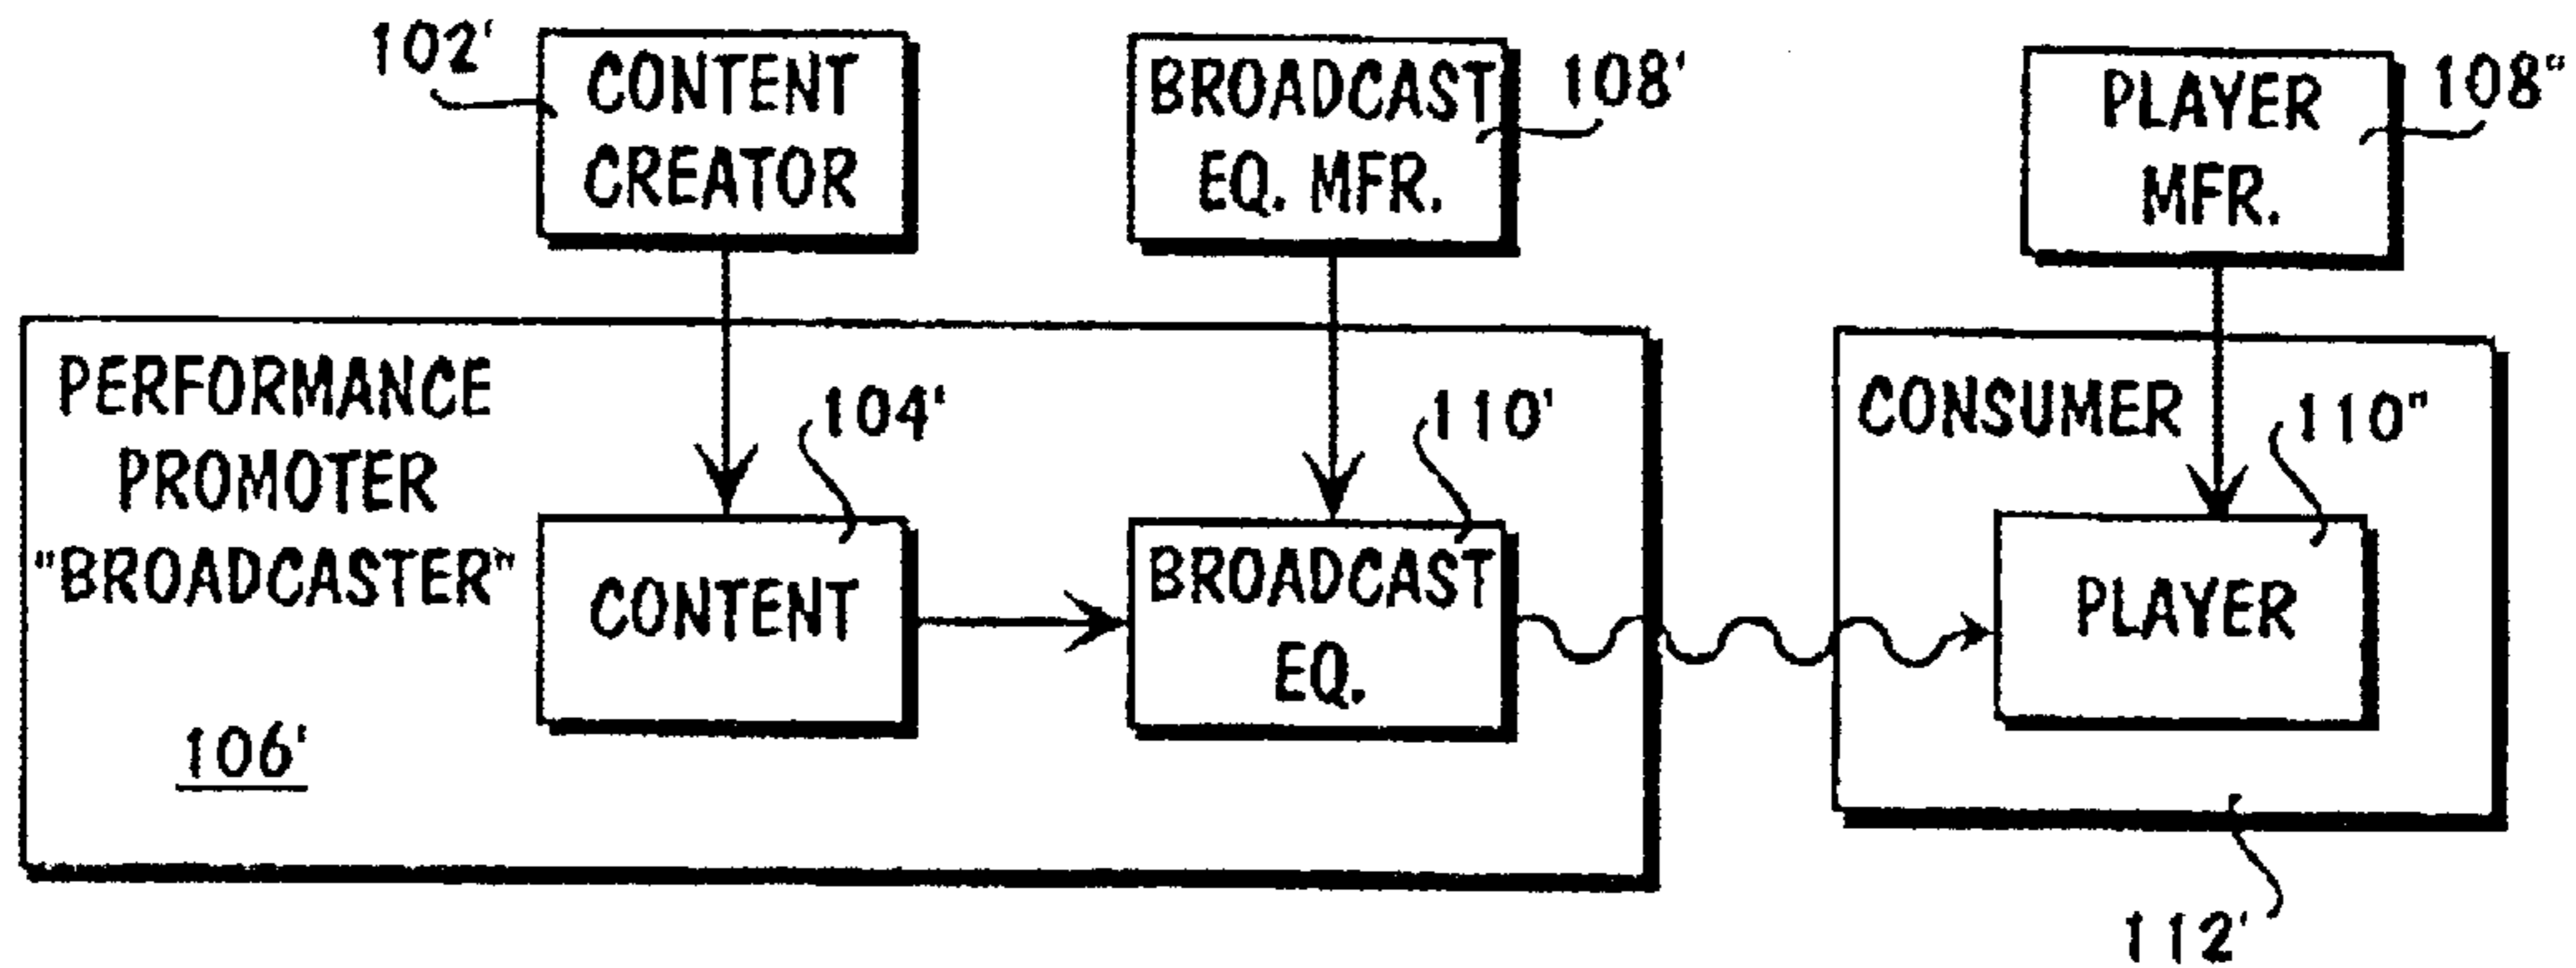 102'
CONTENT
CREATOR
BROADCAST
EQ. MFR.
108'
PLAYER
MFR.
108"
PERFORMANCE
PROMOTER
"BROADCASTER"
106'
104'
CONTENT
110'
BROADCAST
EQ.
CONSUMER
110"
PLAYER
112'